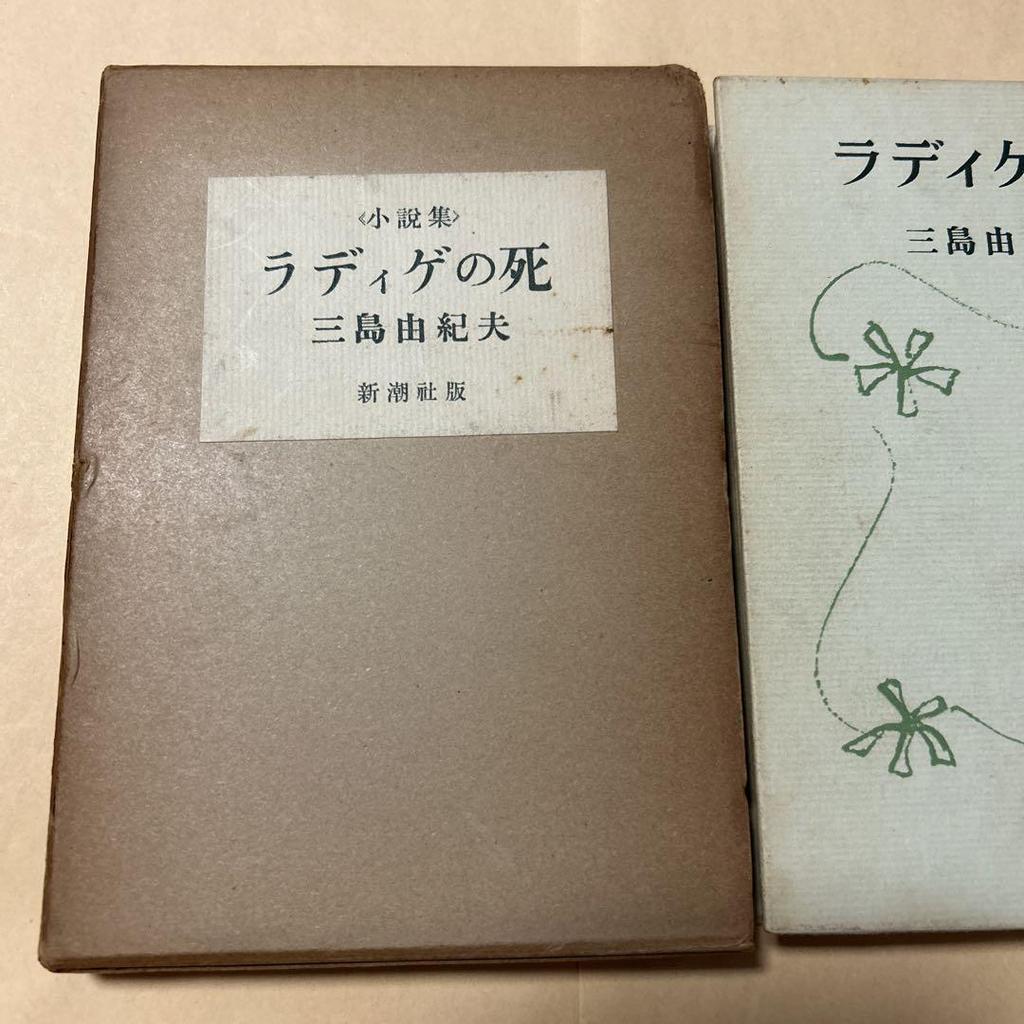 《小説集》
ラディゲの死
三島由紀夫
新潮社版
ラディゲ
三島由